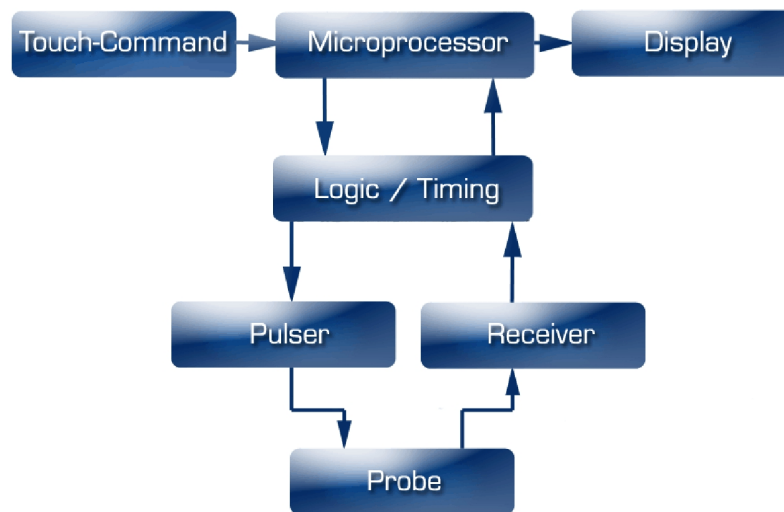 Touch-Command
Microprocessor
Display
Logic / Timing
Pulser
Receiver
Probe